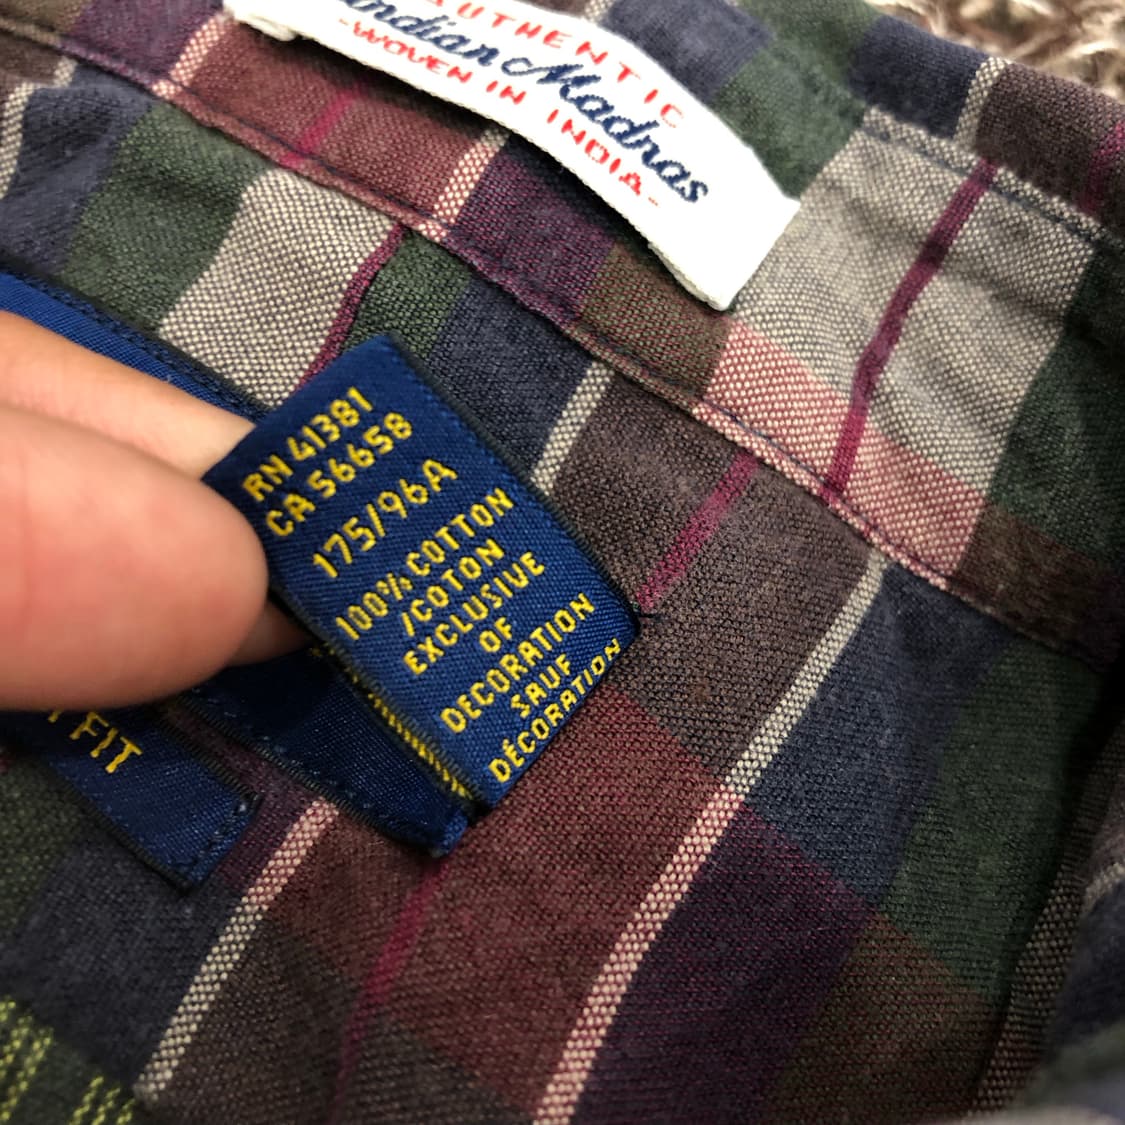 AUTHENTIC
Indian Madras
-WOVEN IN INDIA-
RN 41381
CA 56658
175/96A
100% COTTON
/COTON
EXCLUSIVE
OF
DECORATION
SAUF
DÉCORATION
FIT